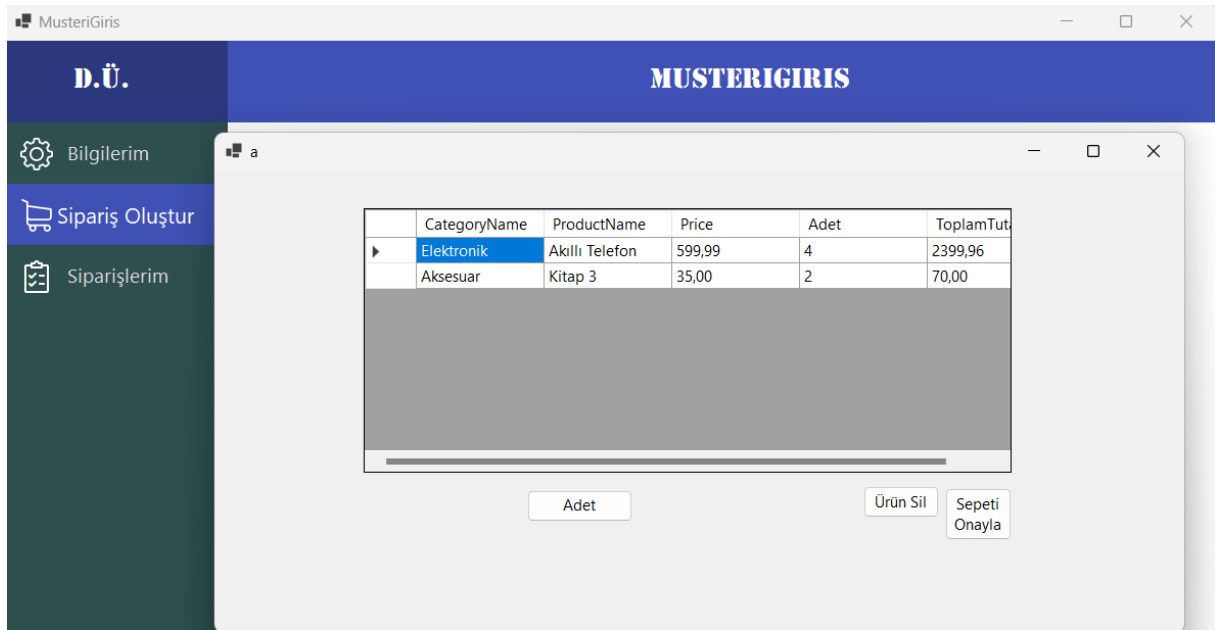 MusteriGiris
D.Ü.
MUSTERIGIRIS
Bilgilerim
Sipariş Oluştur
Siparişlerim
a
CategoryName ProductName Price Adet ToplamTuta
Elektronik Akıllı Telefon 599,99 4 2399,96
Aksesuar Kitap 3 35,00 2 70,00
Adet
Ürün Sil
Sepeti
Onayla